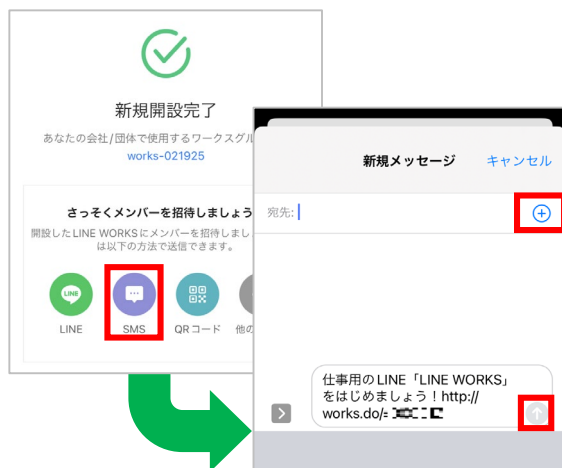 新規開設完了
あなたの会社/団体で使用するワークスグル
works-021925
さっそくメンバーを招待しましょう
開設したLINE WORKSにメンバーを招待しまし
は以下の方法で送信できます。
LINE
LINE
SMS
QRコード
他の
新規メッセージ
キャンセル
宛先:
仕事用のLINE「LINE WORKS」
をはじめましょう！http://
works.do/